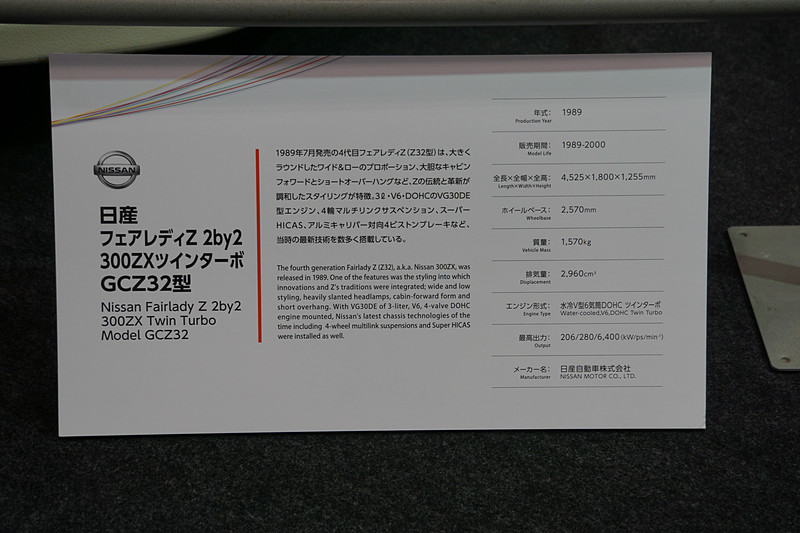 NISSAN
日産
フェアレディZ 2by2
300ZXツインターボ
GCZ32型
Nissan Fairlady Z 2by2
300ZX Twin Turbo
Model GCZ32
1989年7月発売の4代目フェアレディZ(Z32型)は、大きく
ラウンドしたワイド&ローのプロポーション、大胆なキャビン
フォワードとショートオーバーハングなど、Zの伝統と革新が
調和したスタイリングが特徴。3ℓ・V6・DOHCのVG30DE
型エンジン、4輪マルチリンクサスペンション、スーパー
HICAS、アルミキャリパー対向4ピストンブレーキなど、
当時の最新技術を数多く搭載している。
The fourth generation Fairlady Z (Z32), a.k.a. Nissan 300ZX, was
released in 1989. One of the features was the styling into which
innovations and Z's traditions were integrated; wide and low
styling, heavily slanted headlamps, cabin-forward form and
short overhang. With VG30DE of 3-liter, V6, 4-valve DOHC
engine mounted, Nissan's latest chassis technologies of the
time including 4-wheel multilink suspensions and Super HICAS
were installed as well.
年式: 1989
Production Year
販売期間: 1989-2000
Model Life
全長×全幅×全高: 4,525×1,800×1,255mm
Length×Width×Height
ホイールベース: 2,570mm
Wheelbase
質量: 1,570kg
Vehicle Mass
排気量: 2,960cm³
Displacement
エンジン形式: 水冷V型6気筒DOHC ツインターボ
Engine Type Water-cooled,V6,DOHC Twin Turbo
最高出力: 206/280/6,400(kW/ps/min⁻¹)
Output
メーカー名: 日産自動車株式会社
Manufacturer NISSAN MOTOR CO., LTD.